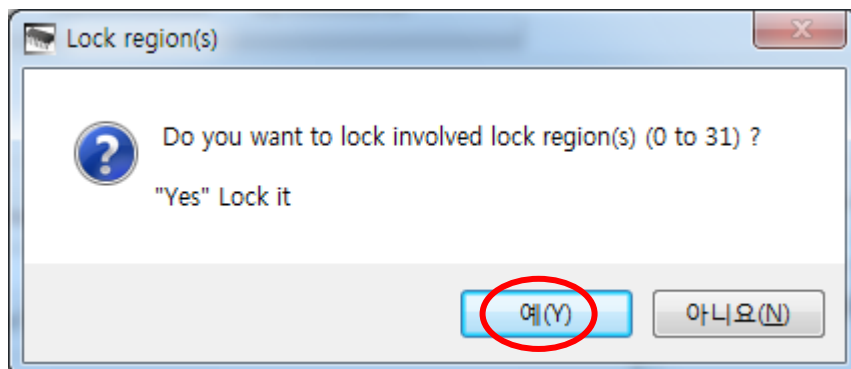 Lock region(s)
Do you want to lock involved lock region(s) (0 to 31) ?
"Yes" Lock it
예(Y) 아니요(N)